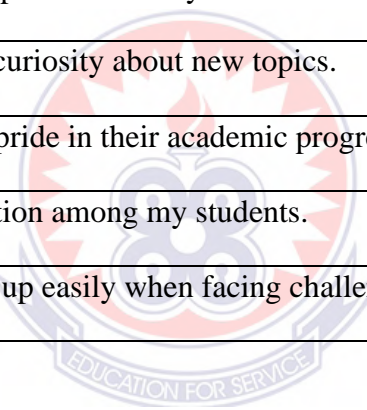 curiosity about new topics.
pride in their academic progr
tion among my students.
up easily when facing challe
EDUCATION FOR SERVICE